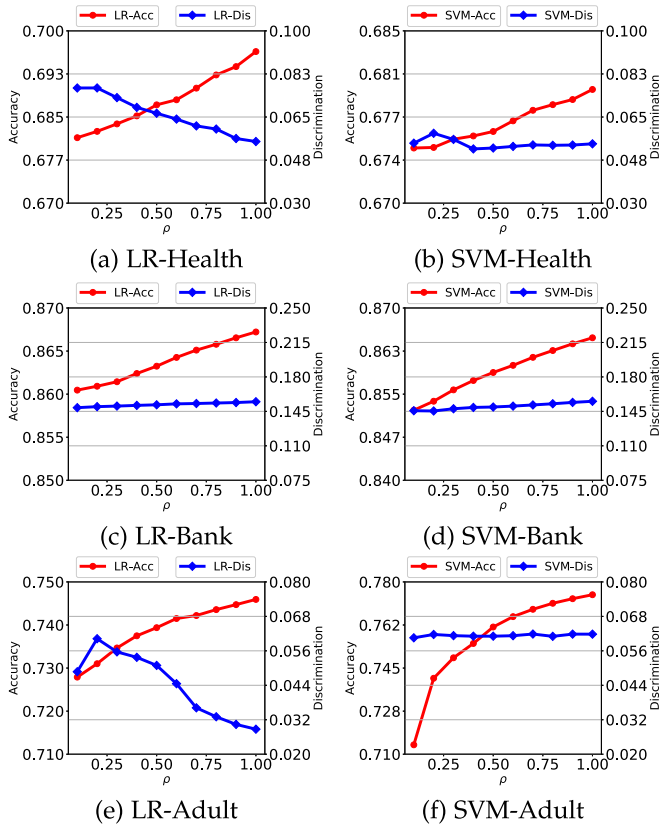 LR-Acc LR-Dis SVM-Acc SVM-Dis
0.700 0.100 0.685 0.100
0.693 0.083 0.681 0.083
0.685 0.065 0.677 0.065
0.677 0.048 0.674 0.048
0.670 0.030 0.670 0.030
Accuracy Discrimination Accuracy Discrimination
0.25 0.50 0.75 1.00 0.25 0.50 0.75 1.00
ρ ρ
(a) LR-Health (b) SVM-Health
LR-Acc LR-Dis SVM-Acc SVM-Dis
0.870 0.250 0.870 0.250
0.865 0.215 0.863 0.215
0.860 0.180 0.855 0.180
0.855 0.145 0.847 0.145
0.850 0.110 0.840 0.110
0.075 0.075
Accuracy Discrimination Accuracy Discrimination
0.25 0.50 0.75 1.00 0.25 0.50 0.75 1.00
ρ ρ
(c) LR-Bank (d) SVM-Bank
LR-Acc LR-Dis SVM-Acc SVM-Dis
0.750 0.080 0.780 0.080
0.740 0.068 0.762 0.068
0.730 0.056 0.745 0.056
0.720 0.044 0.728 0.044
0.710 0.032 0.710 0.032
0.020 0.020
Accuracy Discrimination Accuracy Discrimination
0.25 0.50 0.75 1.00 0.25 0.50 0.75 1.00
ρ ρ
(e) LR-Adult (f) SVM-Adult